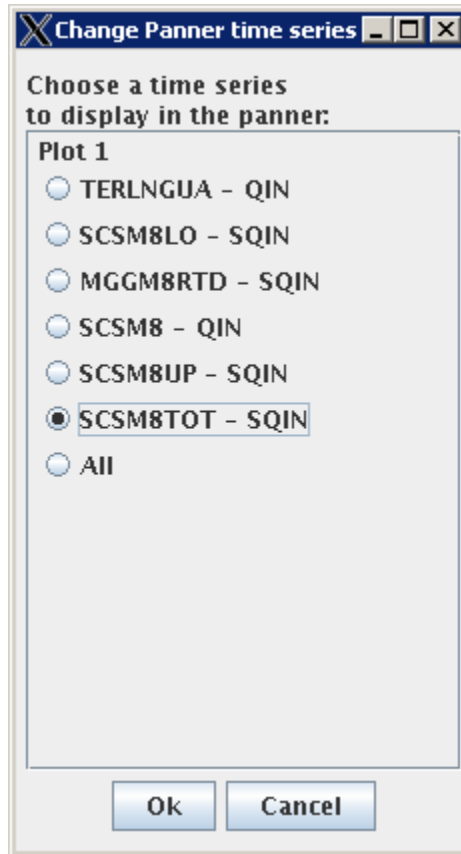 Change Panner time series
Choose a time series
to display in the panner:
Plot 1
TERLNGUA - QIN
SCSM8LO - SQIN
MGGM8RTD - SQIN
SCSM8 - QIN
SCSM8UP - SQIN
SCSM8TOT - SQIN
All
Ok Cancel